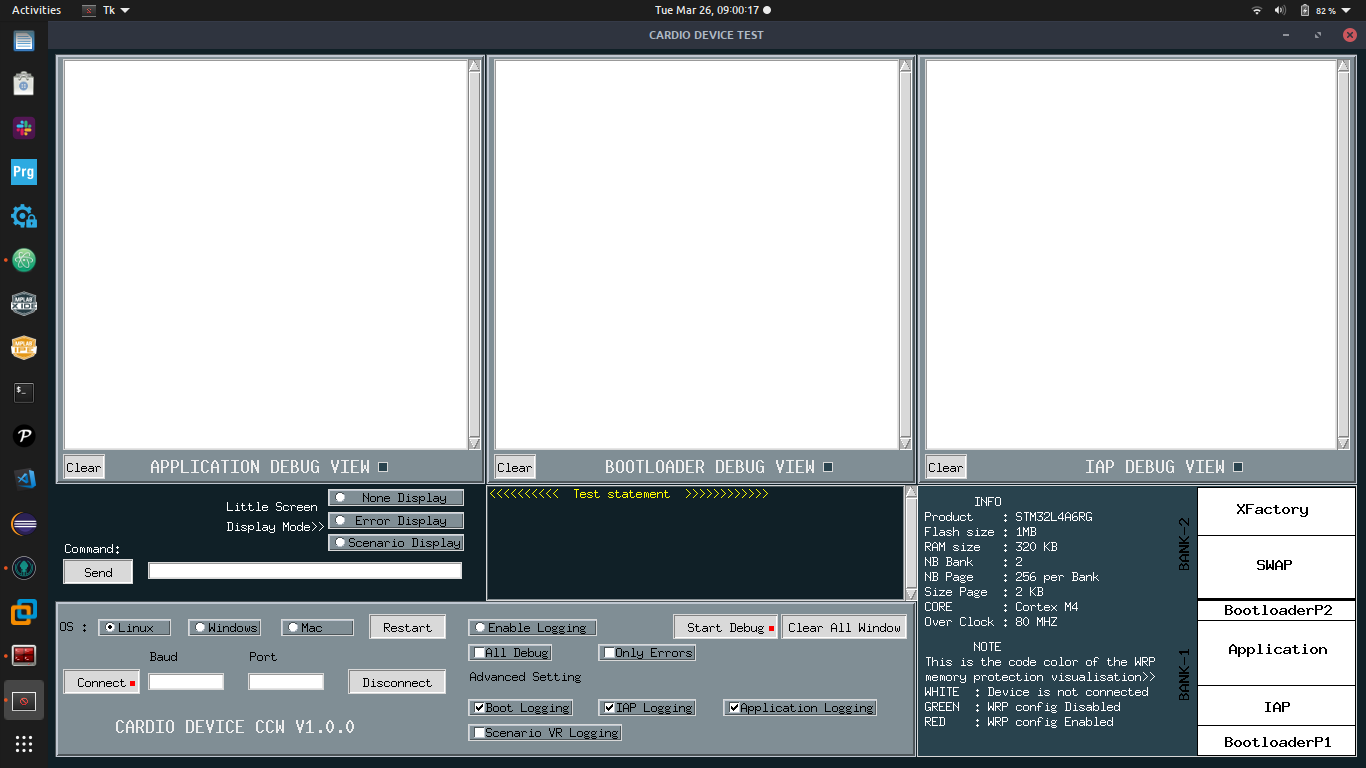 Activities
Tk
Tue Mar 26, 09:00:17
82 %
CARDIO DEVICE TEST
Prg
MPLAB
X IDE
MPLAB
IPE
$_
P
Clear
APPLICATION DEBUG VIEW
Clear
BOOTLOADER DEBUG VIEW
Clear
IAP DEBUG VIEW
Little Screen
Display Mode>>
None Display
Error Display
Scenario Display
Command:
Send
<<<<<<<<<< Test statement >>>>>>>>>>>>
INFO
Product : STM32L4A6RG
Flash size : 1MB
RAM size : 320 KB
NB Bank : 2
NB Page : 256 per Bank
Size Page : 2 KB
CORE : Cortex M4
Over Clock : 80 MHZ
NOTE
This is the code color of the WRP
memory protection visualisation>>
WHITE : Device is not connected
GREEN : WRP config Disabled
RED : WRP config Enabled
BANK-2
BANK-1
XFactory
SWAP
BootloaderP2
Application
IAP
BootloaderP1
OS :
Linux
Windows
Mac
Restart
Baud
Port
Connect
Disconnect
CARDIO DEVICE CCW V1.0.0
Enable Logging
Start Debug
Clear All Window
All Debug
Only Errors
Advanced Setting
Boot Logging
IAP Logging
Application Logging
Scenario VR Logging